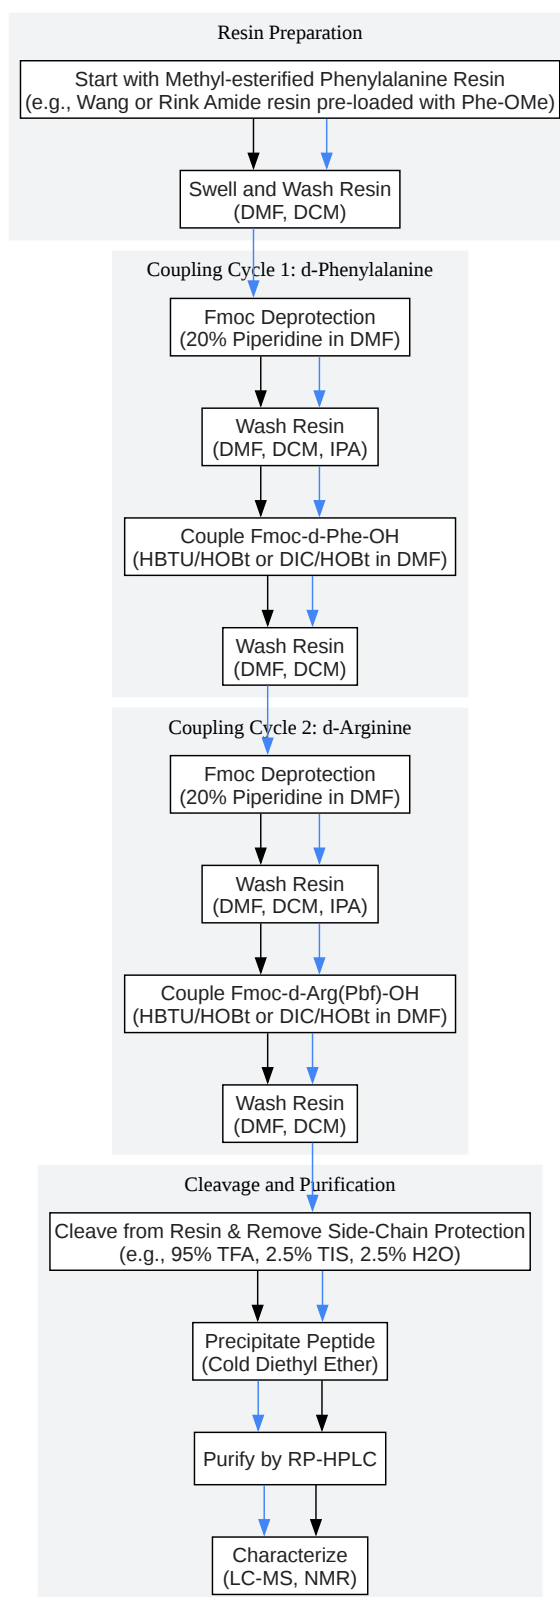 Resin Preparation
Start with Methyl-esterified Phenylalanine Resin
(e.g., Wang or Rink Amide resin pre-loaded with Phe-OMe)
Swell and Wash Resin
(DMF, DCM)
Coupling Cycle 1: d-Phenylalanine
Fmoc Deprotection
(20% Piperidine in DMF)
Wash Resin
(DMF, DCM, IPA)
Couple Fmoc-d-Phe-OH
(HBTU/HOBt or DIC/HOBt in DMF)
Wash Resin
(DMF, DCM)
Coupling Cycle 2: d-Arginine
Fmoc Deprotection
(20% Piperidine in DMF)
Wash Resin
(DMF, DCM, IPA)
Couple Fmoc-d-Arg(Pbf)-OH
(HBTU/HOBt or DIC/HOBt in DMF)
Wash Resin
(DMF, DCM)
Cleavage and Purification
Cleave from Resin & Remove Side-Chain Protection
(e.g., 95% TFA, 2.5% TIS, 2.5% H2O)
Precipitate Peptide
(Cold Diethyl Ether)
Purify by RP-HPLC
Characterize
(LC-MS, NMR)